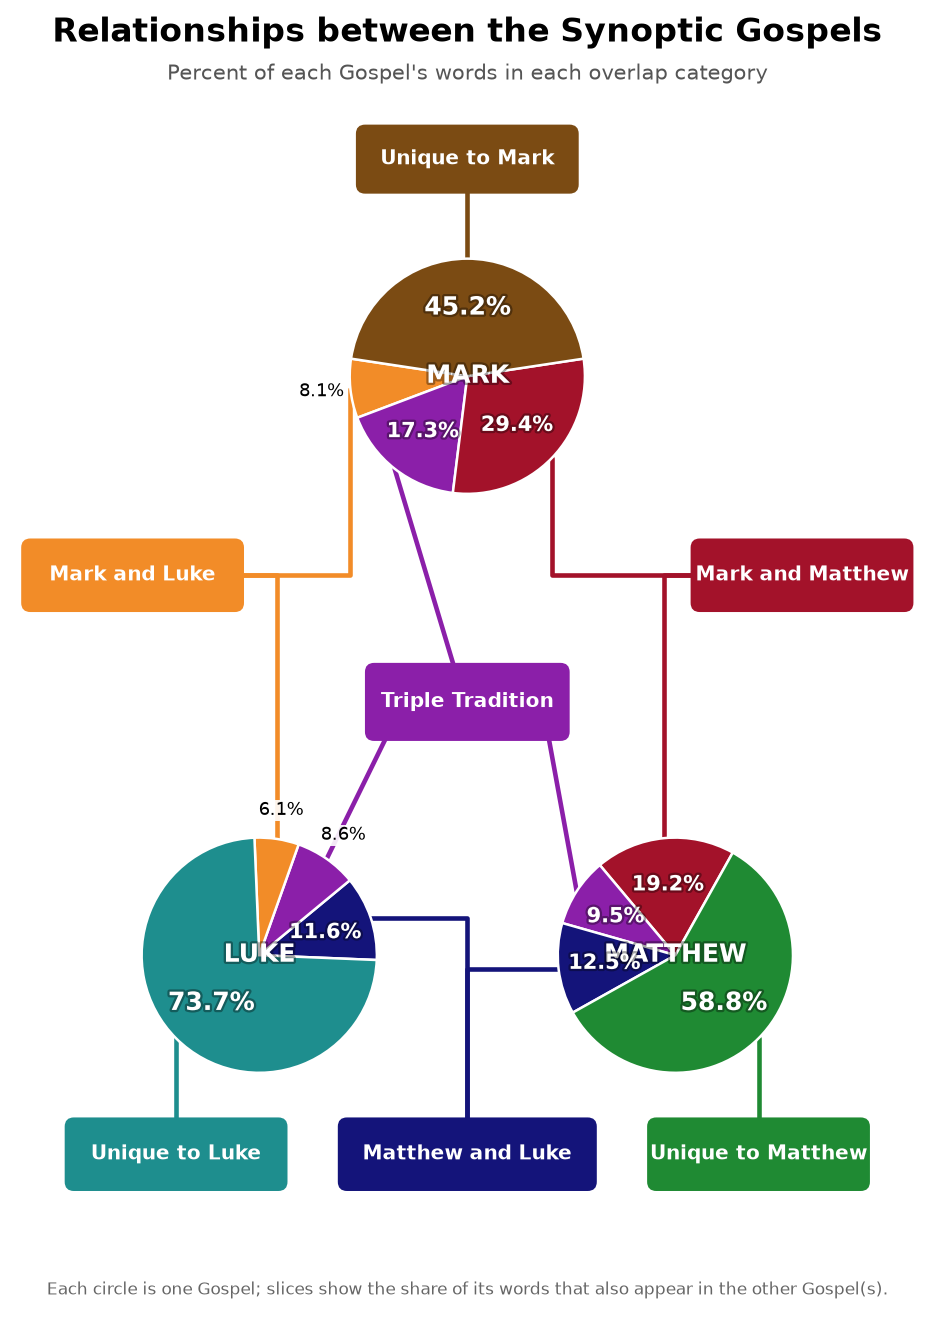 Relationships between the Synoptic Gospels
Percent of each Gospel's words in each overlap category
Unique to Mark
45.2%
MARK
8.1%
17.3%
29.4%
Mark and Luke
Mark and Matthew
Triple Tradition
6.1%
8.6%
11.6%
LUKE
73.7%
19.2%
9.5%
MATTHEW
12.5%
58.8%
Unique to Luke
Matthew and Luke
Unique to Matthew
Each circle is one Gospel; slices show the share of its words that also appear in the other Gospel(s).